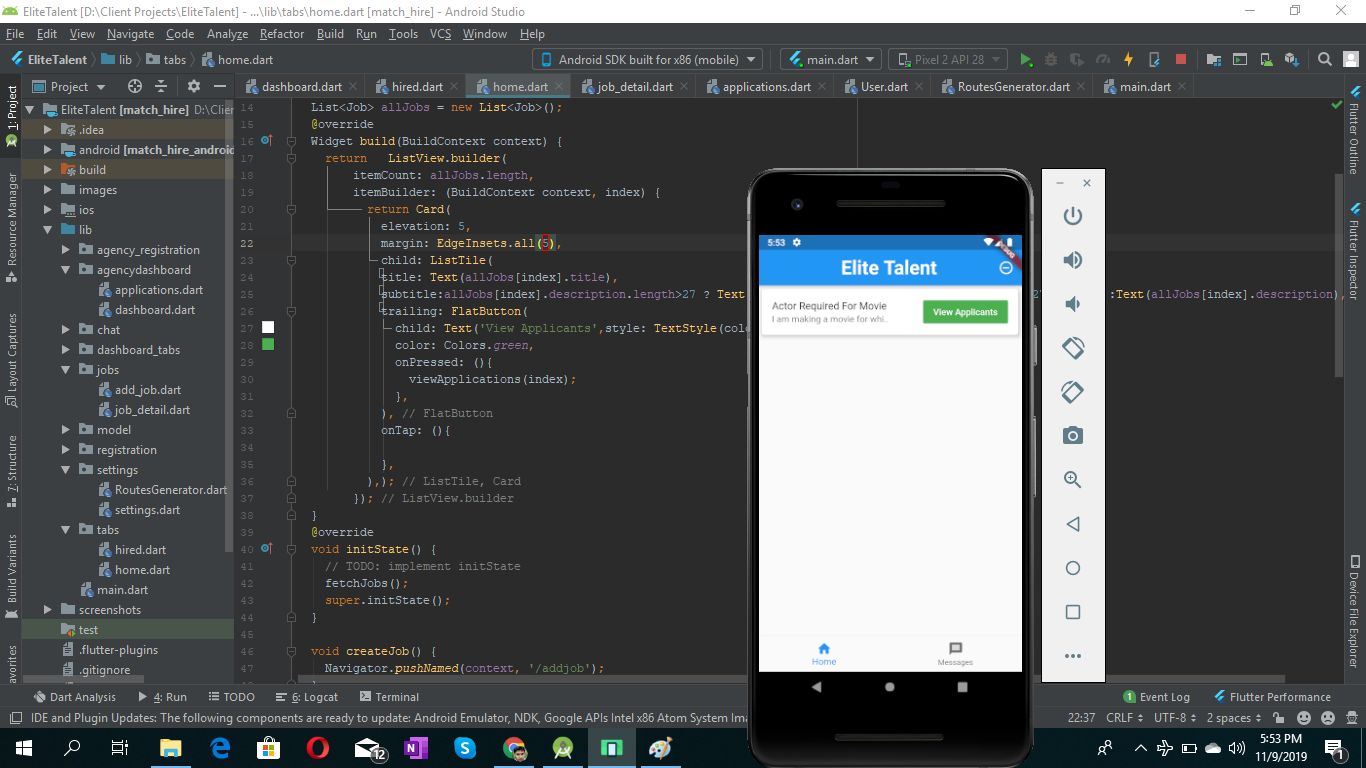 EliteTalent [D:\Client Projects\EliteTalent] - ...\lib\tabs\home.dart [match_hire] - Android Studio
File Edit View Navigate Code Analyze Refactor Build Run Tools VCS Window Help
EliteTalent lib tabs home.dart Android SDK built for x86 (mobile) main.dart Pixel 2 API 28
Project dashboard.dart hired.dart home.dart job_detail.dart applications.dart User.dart RoutesGenerator.dart main.dart
1: Project
Resource Manager
Layout Captures
7: Structure
Build Variants
avorites
EliteTalent [match_hire] D:\Clien
.idea
android [match_hire_android
build
images
ios
lib
agency_registration
agencydashboard
applications.dart
dashboard.dart
chat
dashboard_tabs
jobs
add_job.dart
job_detail.dart
model
registration
settings
RoutesGenerator.dart
settings.dart
tabs
hired.dart
home.dart
main.dart
screenshots
test
.flutter-plugins
.gitignore
14 List<Job> allJobs = new List<Job>();
15 @override
16 Widget build(BuildContext context) {
17 return ListView.builder(
18 itemCount: allJobs.length,
19 itemBuilder: (BuildContext context, index) {
20 return Card(
21 elevation: 5,
22 margin: EdgeInsets.all(5),
23 child: ListTile(
24 title: Text(allJobs[index].title),
25 subtitle:allJobs[index].description.length>27 ? Text :Text(allJobs[index].description),
26 trailing: FlatButton(
27 child: Text('View Applicants',style: TextStyle(colo
28 color: Colors.green,
29 onPressed: (){
30 viewApplications(index);
31 },
32 ), // FlatButton
33 onTap: (){
34
35 },
36 ),); // ListTile, Card
37 }); // ListView.builder
38 }
39 @override
40 void initState() {
41 // TODO: implement initState
42 fetchJobs();
43 super.initState();
44 }
45
46 void createJob() {
47 Navigator.pushNamed(context, '/addjob');
5:53
DEBUG
Elite Talent
Actor Required For Movie
I am making a movie for whi..
View Applicants
Home Messages
Flutter Outline
Flutter Inspector
Device File Explorer
Dart Analysis 4: Run TODO 6: Logcat Terminal 1 Event Log Flutter Performance
IDE and Plugin Updates: The following components are ready to update: Android Emulator, NDK, Google APIs Intel x86 Atom System Ima 22:37 CRLF UTF-8 2 spaces
12
5:53 PM
11/9/2019
1